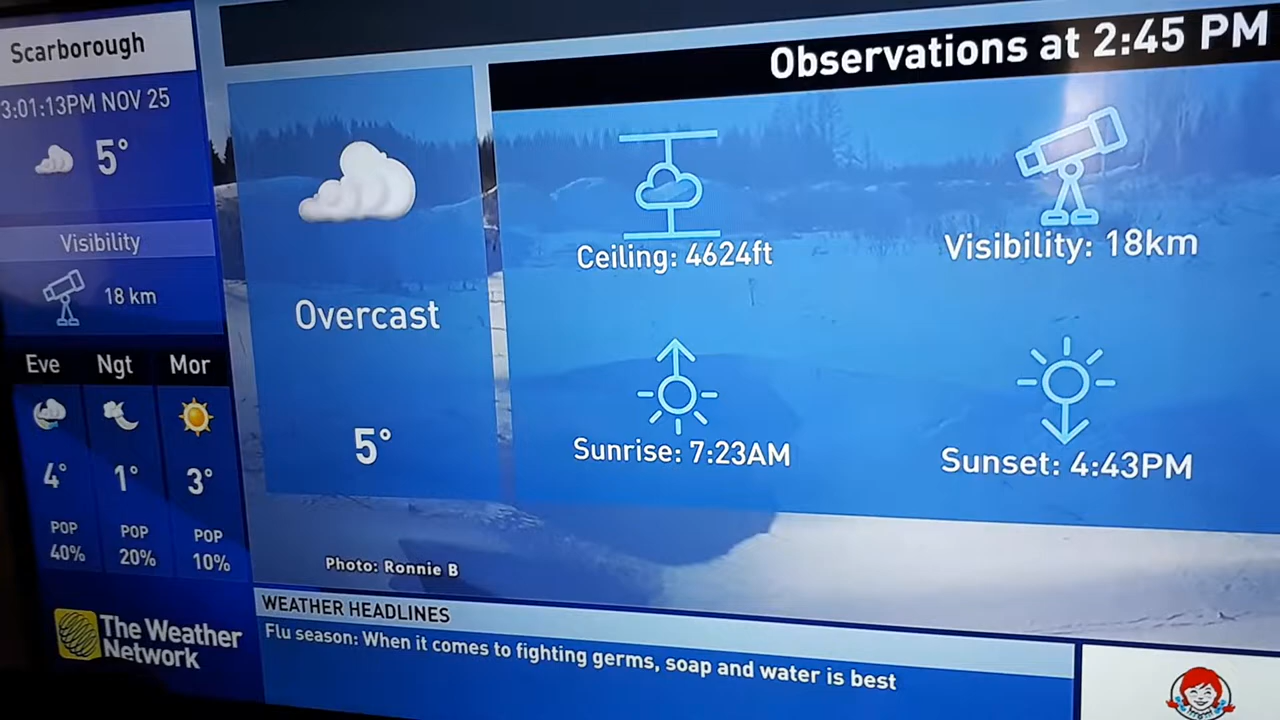 Scarborough
3:01:13PM NOV 25
5°
Visibility
18 km
Eve Ngt Mor
4° 1° 3°
POP POP POP
40% 20% 10%
The Weather
Network
Observations at 2:45 PM
Overcast
5°
Ceiling: 4624ft
Visibility: 18km
Sunrise: 7:23AM
Sunset: 4:43PM
Photo: Ronnie B
WEATHER HEADLINES
Flu season: When it comes to fighting germs, soap and water is best